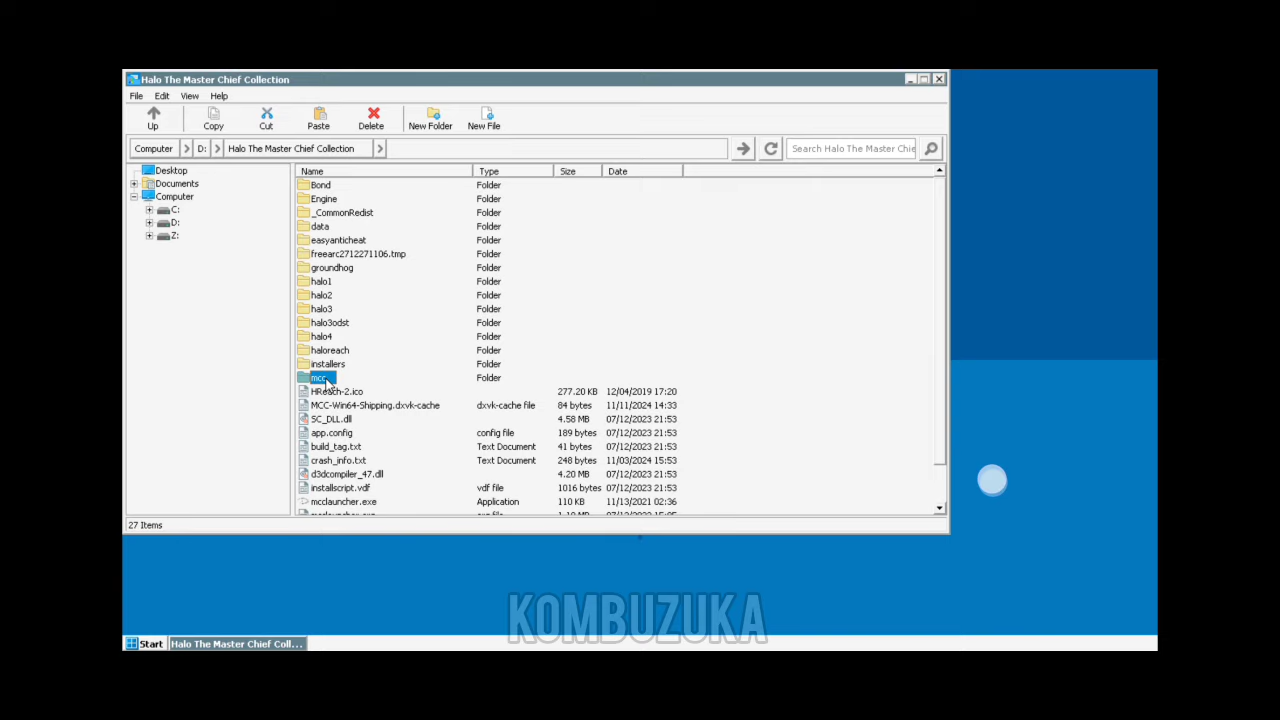 Halo The Master Chief Collection
File Edit View Help
Up Copy Cut Paste Delete New Folder New File
Computer D: Halo The Master Chief Collection Search Halo The Master Chie
Desktop
Documents
Computer
C:
D:
Z:
Name Type Size Date
Bond Folder
Engine Folder
_CommonRedist Folder
data Folder
easyanticheat Folder
freearc2712271106.tmp Folder
groundhog Folder
halo1 Folder
halo2 Folder
halo3 Folder
halo3odst Folder
halo4 Folder
haloreach Folder
installers Folder
mcc Folder
HReach-2.ico 277.20 KB 12/04/2019 17:20
MCC-Win64-Shipping.dxvk-cache dxvk-cache file 84 bytes 11/11/2024 14:33
SC_DLL.dll 4.58 MB 07/12/2023 21:53
app.config config file 189 bytes 07/12/2023 21:53
build_tag.txt Text Document 41 bytes 07/12/2023 21:53
crash_info.txt Text Document 248 bytes 11/03/2024 15:53
d3dcompiler_47.dll 4.20 MB 07/12/2023 21:53
installscript.vdf vdf file 1016 bytes 07/12/2023 21:53
mcclauncher.exe Application 110 KB 11/13/2021 02:36
27 Items
KOMBUZUKA
Start Halo The Master Chief Coll...